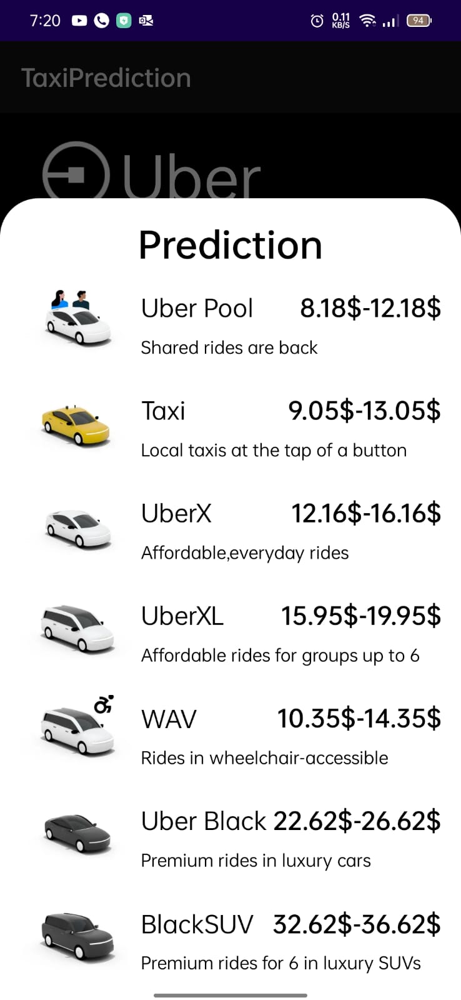 7:20 0.11 KB/S 94
TaxiPrediction
Uber
Prediction
Uber Pool 8.18$-12.18$
Shared rides are back
Taxi 9.05$-13.05$
Local taxis at the tap of a button
UberX 12.16$-16.16$
Affordable,everyday rides
UberXL 15.95$-19.95$
Affordable rides for groups up to 6
WAV 10.35$-14.35$
Rides in wheelchair-accessible
Uber Black 22.62$-26.62$
Premium rides in luxury cars
BlackSUV 32.62$-36.62$
Premium rides for 6 in luxury SUVs